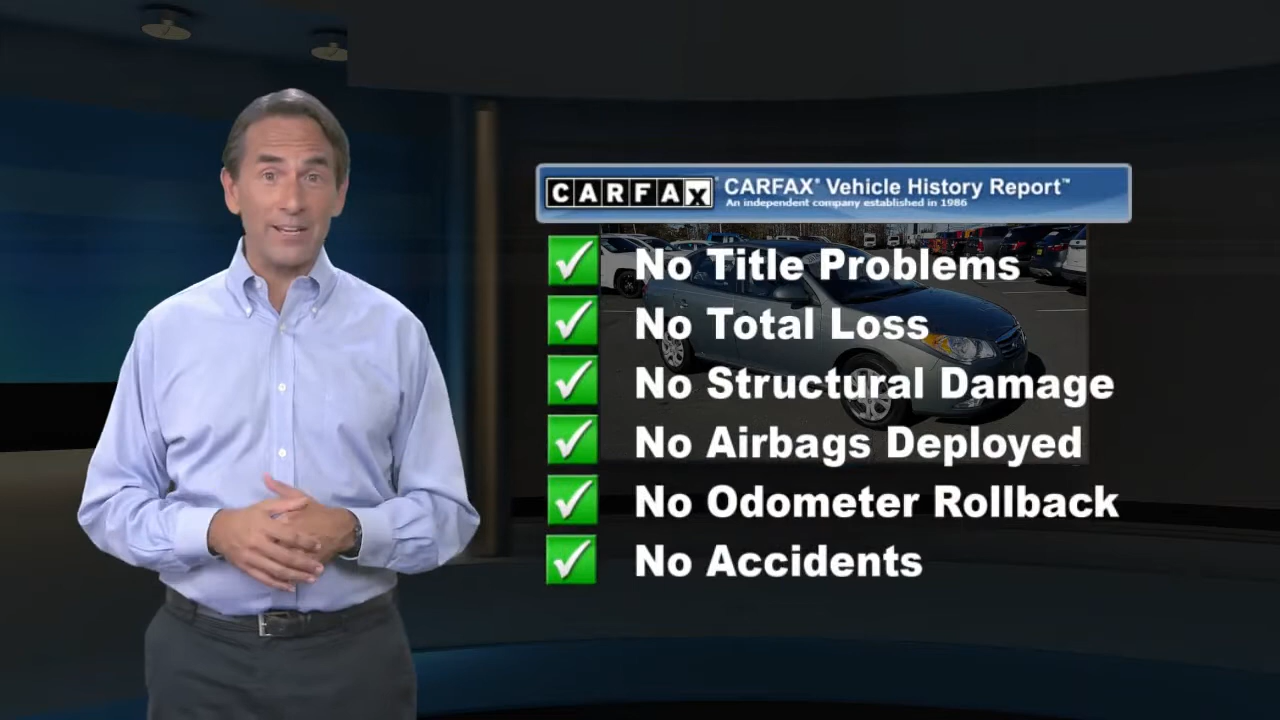 CARFAX® CARFAX® Vehicle History Report™
An independent company established in 1986
No Title Problems
No Total Loss
No Structural Damage
No Airbags Deployed
No Odometer Rollback
No Accidents